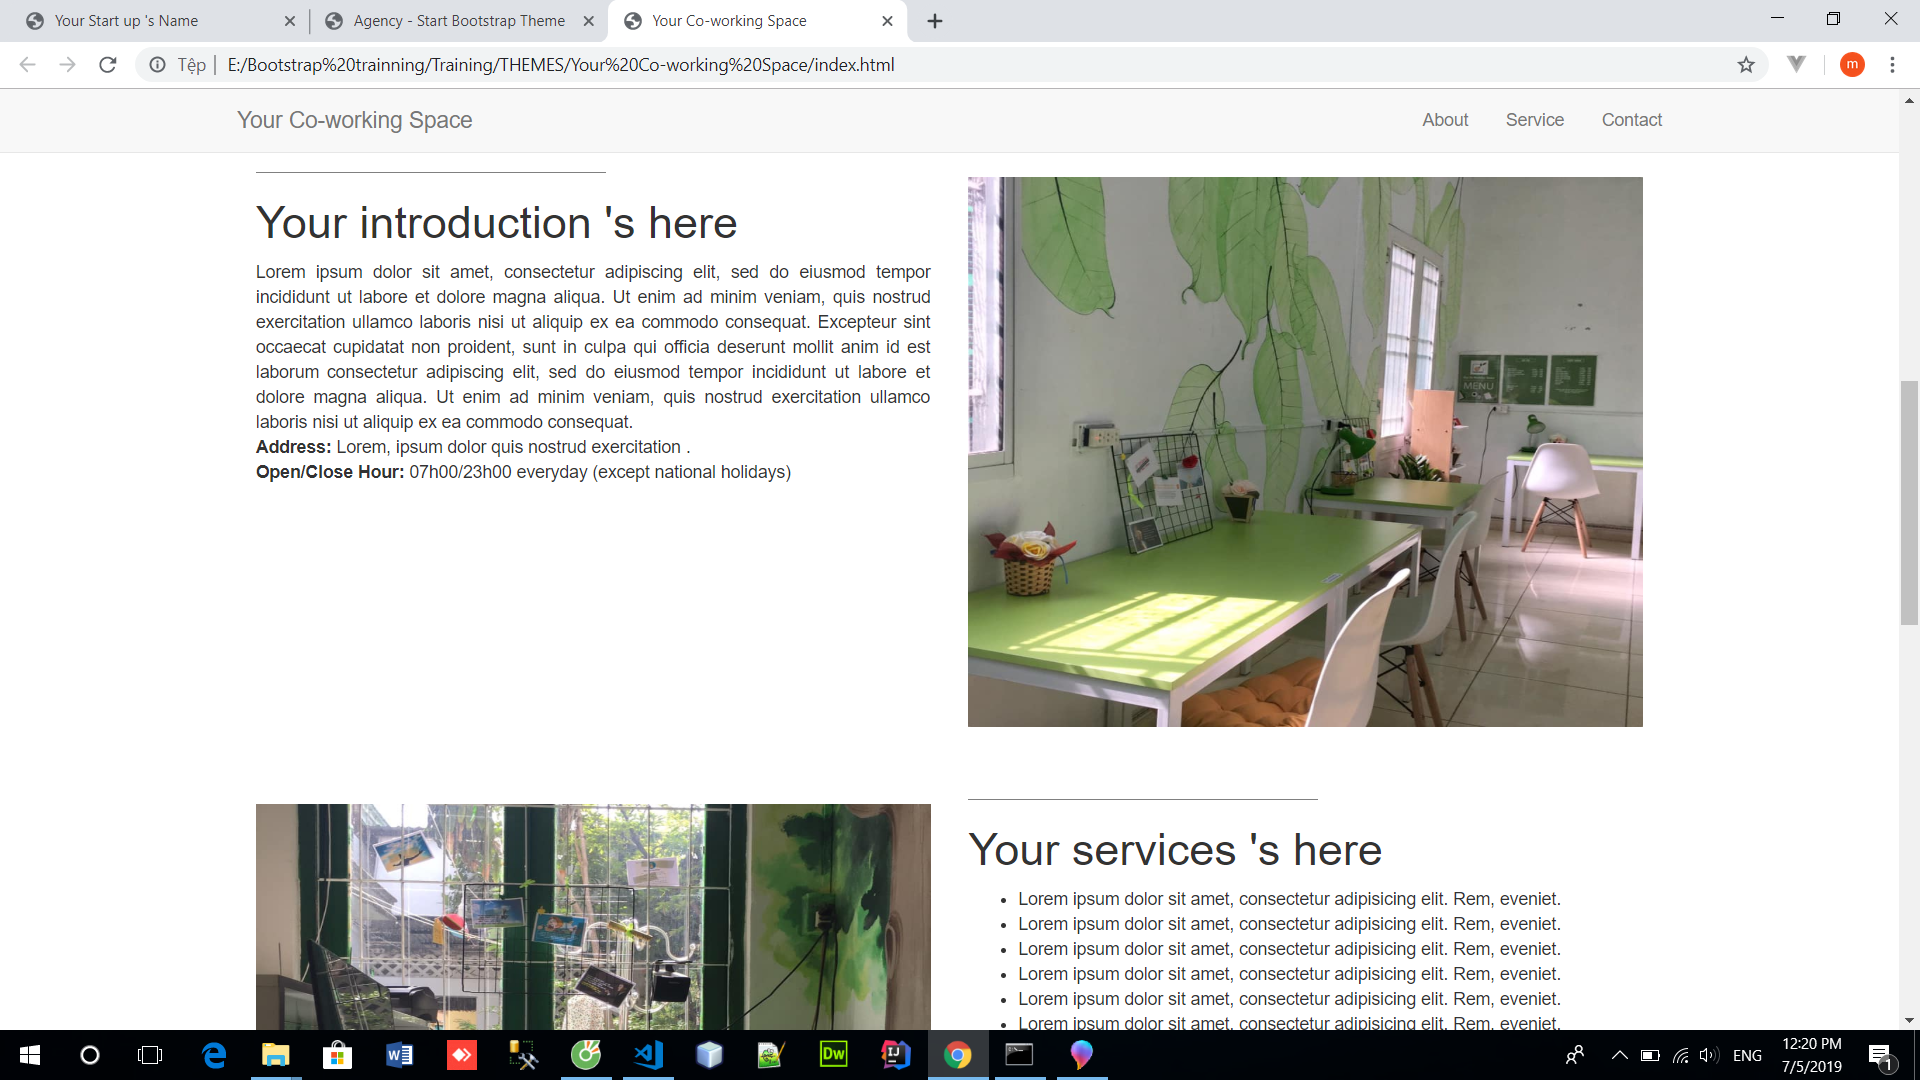 Your Start up 's Name
Agency - Start Bootstrap Theme
Your Co-working Space
Tệp
E:/Bootstrap%20trainning/Training/THEMES/Your%20Co-working%20Space/index.html
m
Your Co-working Space
About
Service
Contact
Your introduction 's here
Lorem ipsum dolor sit amet, consectetur adipiscing elit, sed do eiusmod tempor
incididunt ut labore et dolore magna aliqua. Ut enim ad minim veniam, quis nostrud
exercitation ullamco laboris nisi ut aliquip ex ea commodo consequat. Excepteur sint
occaecat cupidatat non proident, sunt in culpa qui officia deserunt mollit anim id est
laborum consectetur adipiscing elit, sed do eiusmod tempor incididunt ut labore et
dolore magna aliqua. Ut enim ad minim veniam, quis nostrud exercitation ullamco
laboris nisi ut aliquip ex ea commodo consequat.
Address: Lorem, ipsum dolor quis nostrud exercitation .
Open/Close Hour: 07h00/23h00 everyday (except national holidays)
MENU
Your services 's here
Lorem ipsum dolor sit amet, consectetur adipisicing elit. Rem, eveniet.
Lorem ipsum dolor sit amet, consectetur adipisicing elit. Rem, eveniet.
Lorem ipsum dolor sit amet, consectetur adipisicing elit. Rem, eveniet.
Lorem ipsum dolor sit amet, consectetur adipisicing elit. Rem, eveniet.
Lorem ipsum dolor sit amet, consectetur adipisicing elit. Rem, eveniet.
Lorem ipsum dolor sit amet, consectetur adipisicing elit. Rem, eveniet.
Dw
IJ
ENG
12:20 PM
7/5/2019
1